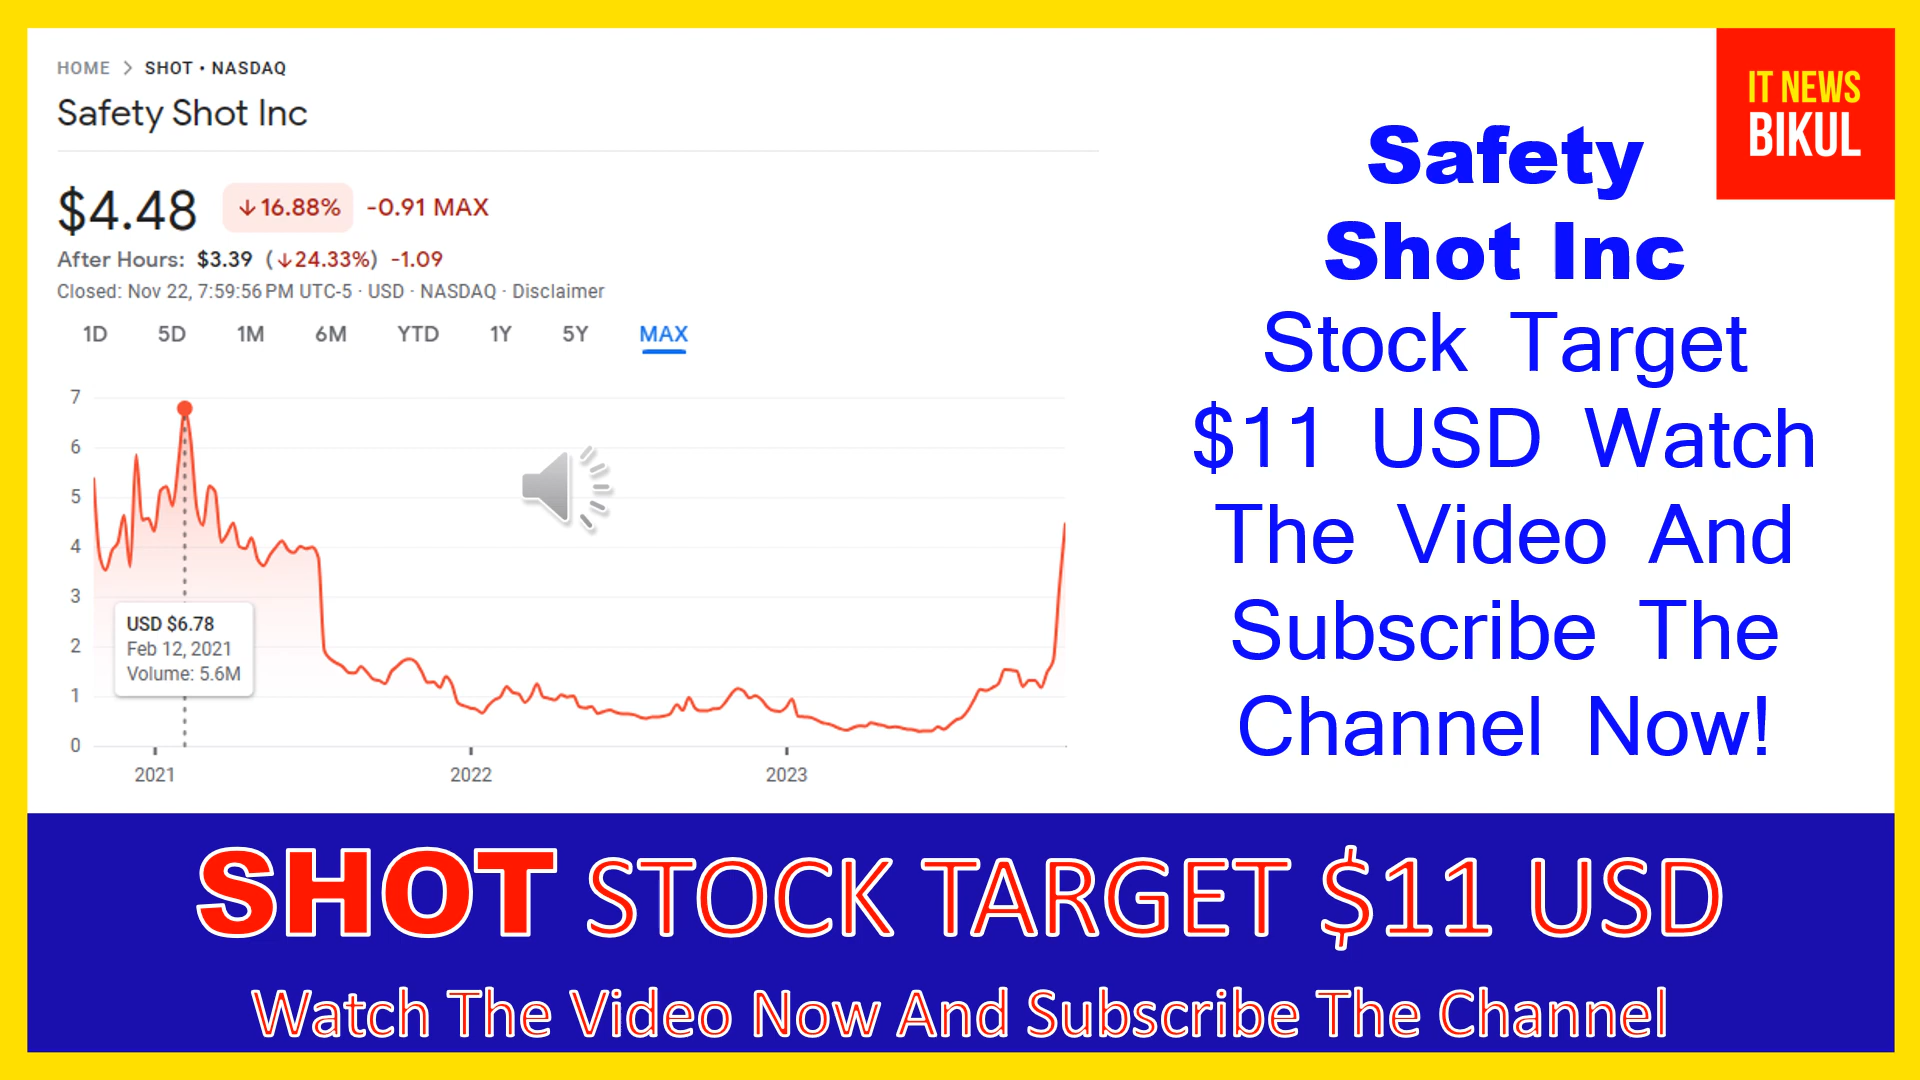 HOME > SHOT • NASDAQ
Safety Shot Inc
$4.48 ↓16.88% -0.91 MAX
After Hours: $3.39 (↓24.33%) -1.09
Closed: Nov 22, 7:59:56 PM UTC-5 · USD · NASDAQ · Disclaimer
1D 5D 1M 6M YTD 1Y 5Y MAX
7
6
5
4
3
2
1
0
USD $6.78
Feb 12, 2021
Volume: 5.6M
2021 2022 2023
IT NEWS
BIKUL
Safety
Shot Inc
Stock Target
$11 USD Watch
The Video And
Subscribe The
Channel Now!
SHOT STOCK TARGET $11 USD
Watch The Video Now And Subscribe The Channel